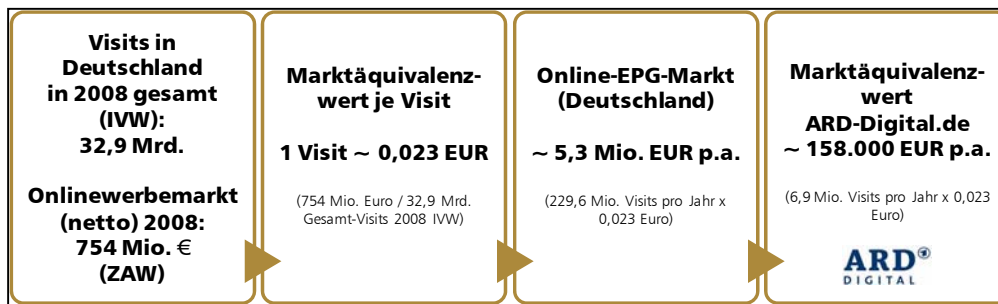 Visits in
Deutschland
in 2008 gesamt
(IVW):
32,9 Mrd.
Onlinewerbemarkt
(netto) 2008:
754 Mio. €
(ZAW)
Marktäquivalenz-
wert je Visit
1 Visit ~ 0,023 EUR
(754 Mio. Euro / 32,9 Mrd.
Gesamt-Visits 2008 IVW)
Online-EPG-Markt
(Deutschland)
~ 5,3 Mio. EUR p.a.
(229,6 Mio. Visits pro Jahr x
0,023 Euro)
Marktäquivalenz-
wert
ARD-Digital.de
~ 158.000 EUR p.a.
(6,9 Mio. Visits pro Jahr x 0,023
Euro)
ARD
DIGITAL